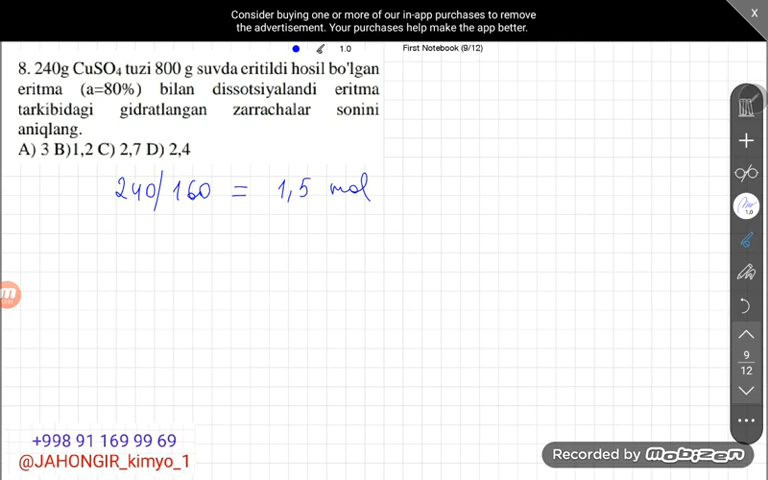 Consider buying one or more of our in-app purchases to remove
the advertisement. Your purchases help make the app better.
X
1.0
First Notebook (9/12)
8. 240g CuSO₄ tuzi 800 g suvda eritildi hosil bo'lgan
eritma (a=80%) bilan dissotsiyalandi eritma
tarkibidagi gidratlangan zarrachalar sonini
aniqlang.
A) 3 B)1,2 C) 2,7 D) 2,4
240/160 = 1,5 mol
1,0
9
12
+998 91 169 99 69
@JAHONGIR_kimyo_1
Recorded by MOBIZEN